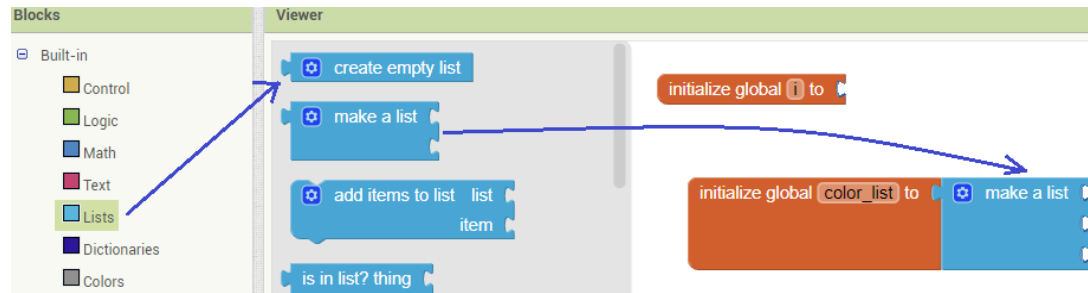 Blocks
Viewer
Built-in
Control
Logic
Math
Text
Lists
Dictionaries
Colors
create empty list
make a list
add items to list list
item
is in list? thing
initialize global i to
initialize global color_list to make a list